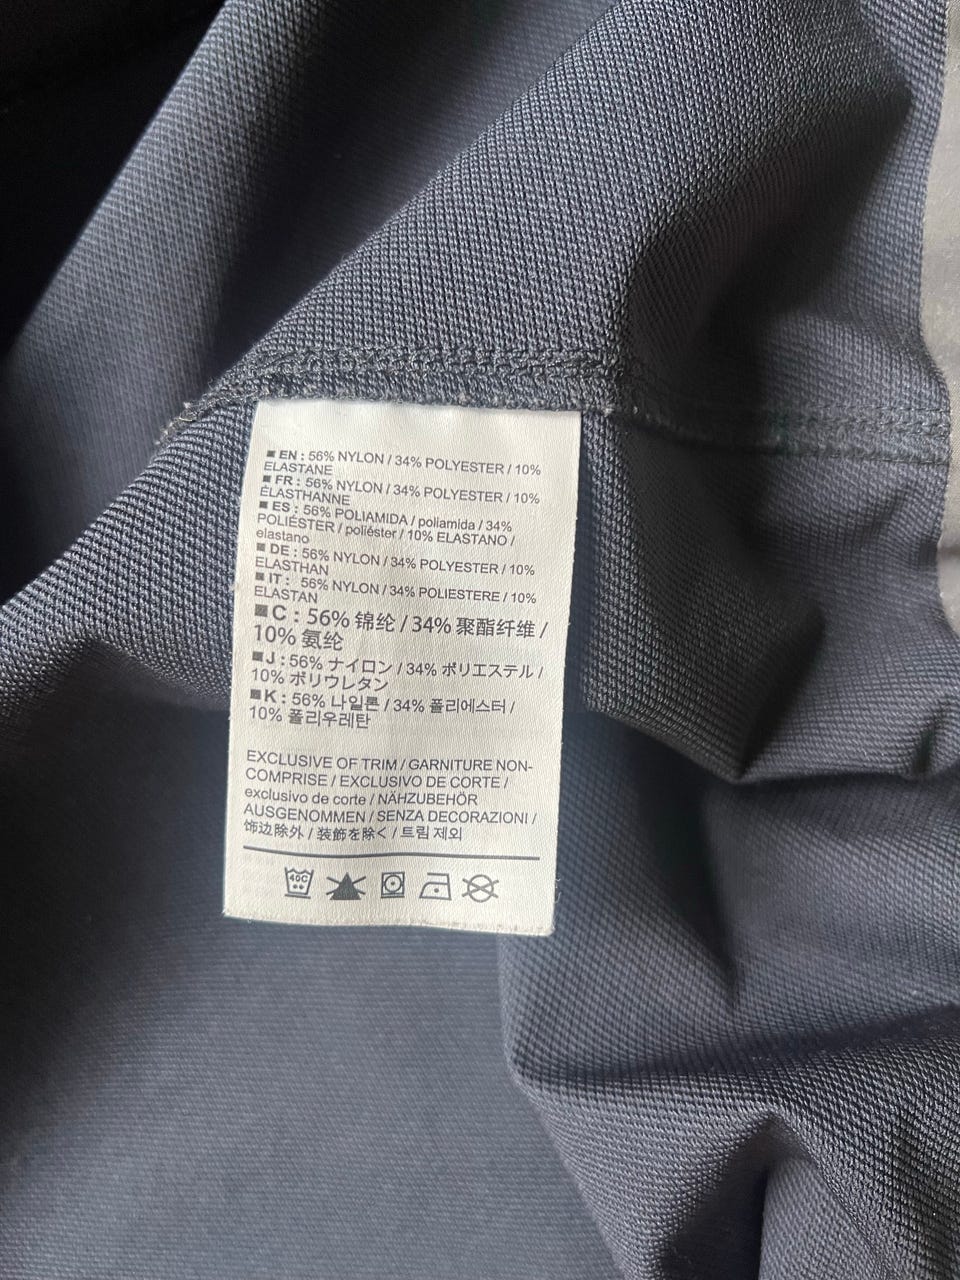 ■ EN : 56% NYLON / 34% POLYESTER / 10%
ELASTANE
■ FR : 56% NYLON / 34% POLYESTER / 10%
ÉLASTHANNE
■ ES : 56% POLIAMIDA / poliamida / 34%
POLIÉSTER / poliéster / 10% ELASTANO /
elastano
■ DE : 56% NYLON / 34% POLYESTER / 10%
ELASTHAN
■ IT : 56% NYLON / 34% POLIESTERE / 10%
ELASTAN
■ C : 56% 锦纶 / 34% 聚酯纤维 /
10% 氨纶
■ J : 56% ナイロン / 34% ポリエステル /
10% ポリウレタン
■ K : 56% 나일론 / 34% 폴리에스터 /
10% 폴리우레탄
EXCLUSIVE OF TRIM / GARNITURE NON-
COMPRISE / EXCLUSIVO DE CORTE /
exclusivo de corte / NÄHZUBEHÖR
AUSGENOMMEN / SENZA DECORAZIONI /
饰边除外 / 装飾を除く / 트림 제외
40C